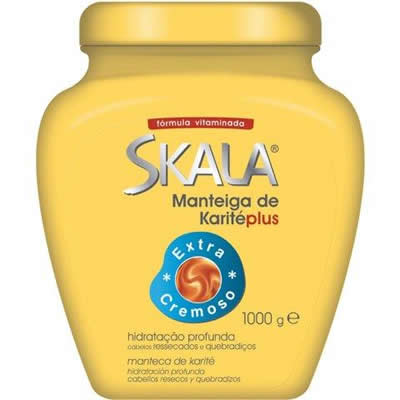 fórmula vitaminada
SKALA®
Manteiga de
Karitéplus
Extra
Cremoso
1000 g e
hidratação profunda
cabelos ressecados e quebradiços
manteca de karité
hidratación profunda
cabellos resecos y quebradizos